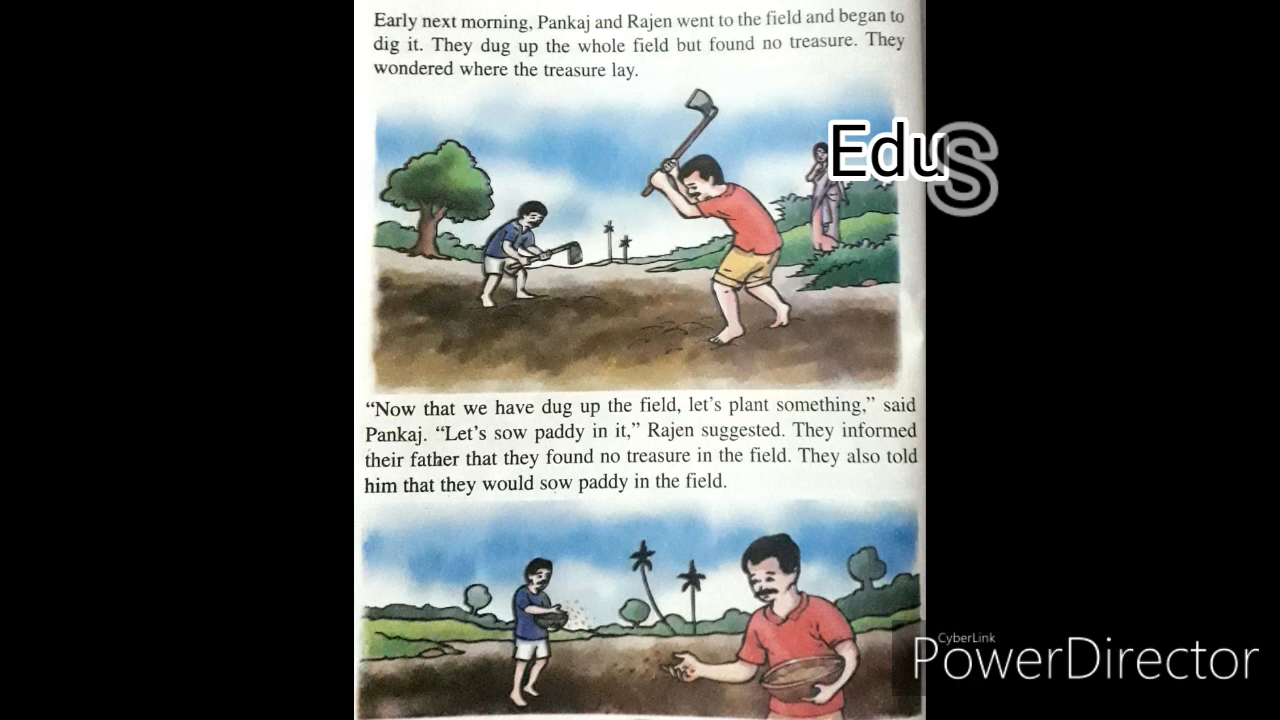 Early next morning, Pankaj and Rajen went to the field and began to
dig it. They dug up the whole field but found no treasure. They
wondered where the treasure lay.
EduS
“Now that we have dug up the field, let’s plant something,” said
Pankaj. “Let’s sow paddy in it,” Rajen suggested. They informed
their father that they found no treasure in the field. They also told
him that they would sow paddy in the field.
CyberLink
PowerDirector